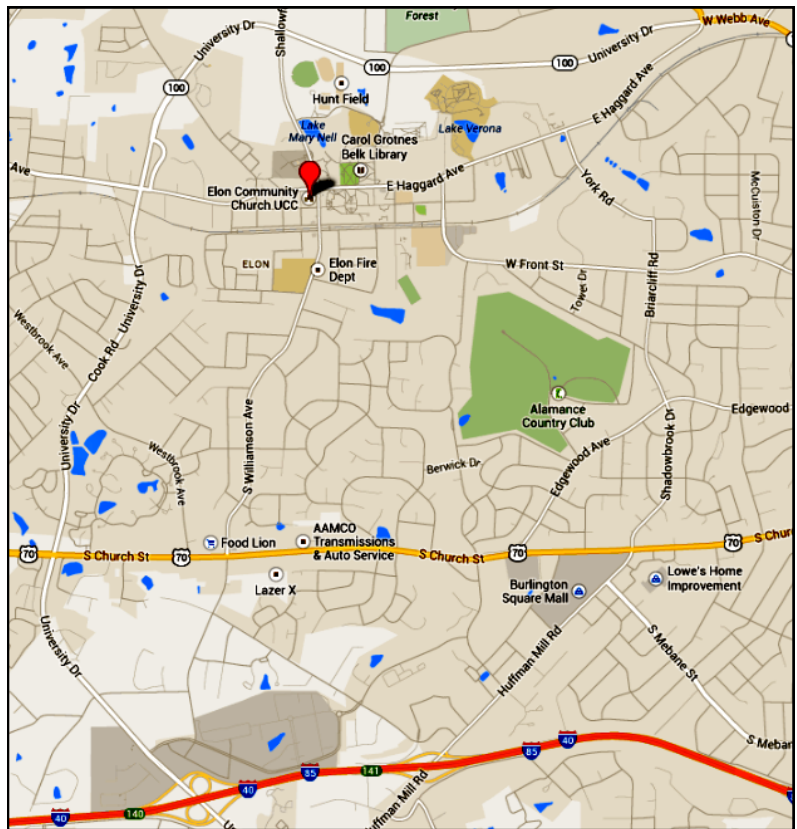 Forest
W Webb Ave
University Dr
Shallowf
100
University Dr
100
100
Hunt Field
E Haggard Ave
Lake
Mary Nell
Lake Verona
Carol Grotnes
Belk Library
Ave
Elon Community
Church UCC
E Haggard Ave
York Rd
McCuiston Dr
ELON
Elon Fire
Dept
W Front St
Tower Dr
Briarcliff Rd
University Dr
Westbrook Ave
Cook Rd
University Dr
S Williamson Ave
Alamance
Country Club
Edgewood
Edgewood Ave
Shadowbrook Dr
Westbrook Ave
Berwick Dr
Food Lion
AAMCO
Transmissions
& Auto Service
70
S Church St
70
S Church St
70
70
S Churc
Lazer X
Burlington
Square Mall
Lowe's Home
Improvement
University Dr
Huffman Mill Rd
S Mebane St
S Meban
40
140
40
85
141
85
40
Huffman Mill Rd